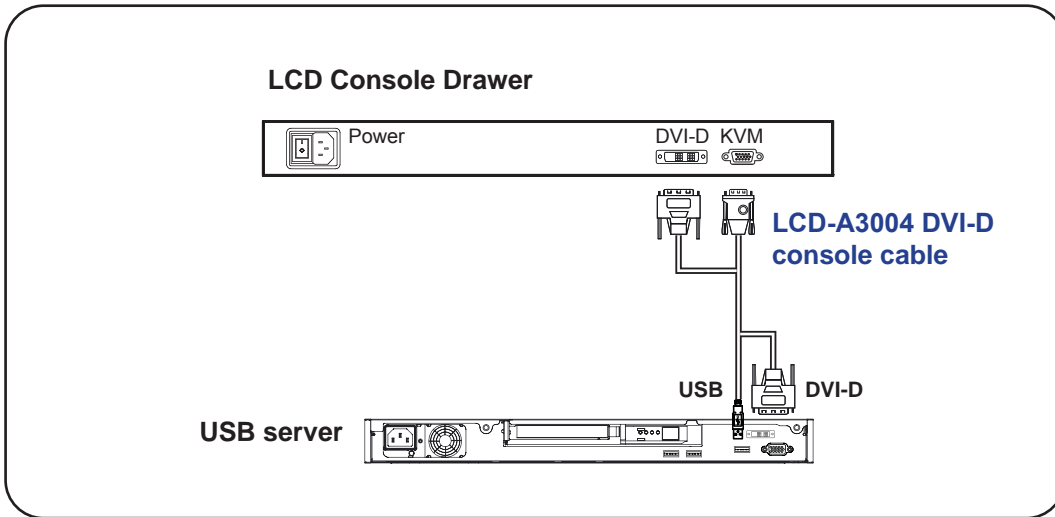 LCD Console Drawer
Power
DVI-D KVM
LCD-A3004 DVI-D
console cable
USB
DVI-D
USB server